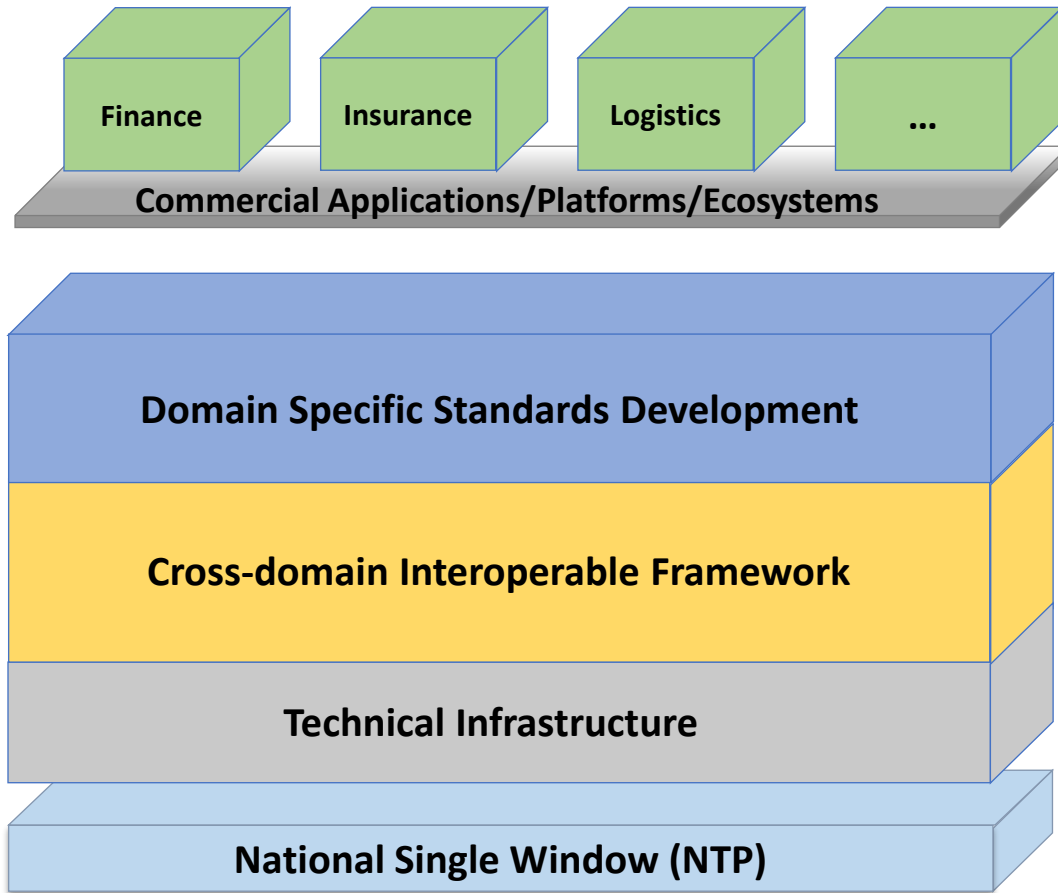 Finance
Insurance
Logistics
...
Commercial Applications/Platforms/Ecosystems
Domain Specific Standards Development
Cross-domain Interoperable Framework
Technical Infrastructure
National Single Window (NTP)